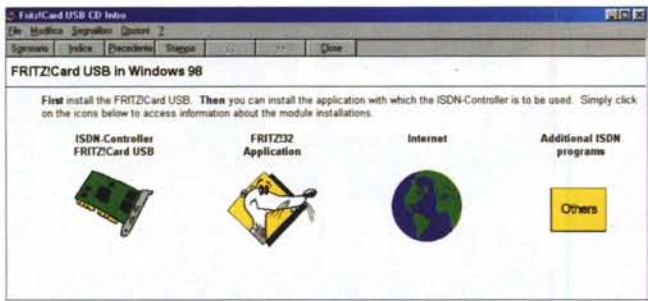 Fritz!Card USB CD Intro
File Modifica Segnalibro Opzioni ?
Sommario Indice Precedente Stampa << >> Close
FRITZ!Card USB in Windows 98
First install the FRITZ!Card USB. Then you can install the application with which the ISDN-Controller is to be used. Simply click
on the icons below to access information about the module installations.
ISDN-Controller FRITZ!32 Internet Additional ISDN
FRITZ!Card USB Application programs
Others